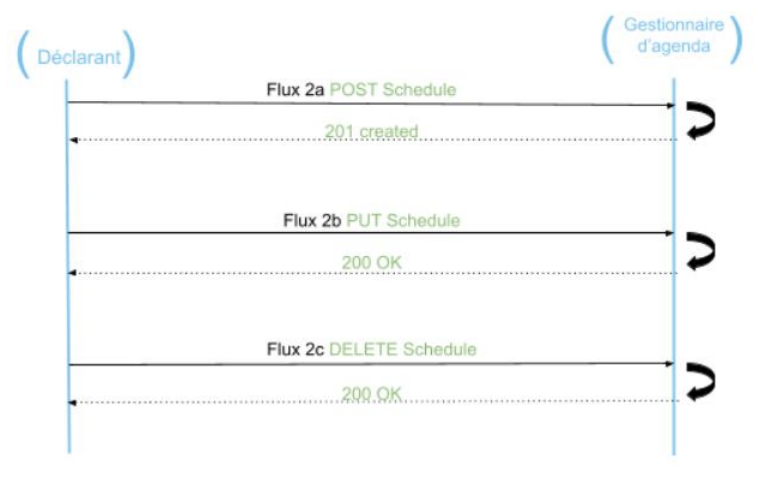 Gestionnaire
d'agenda
Déclarant
Flux 2a POST Schedule
201 created
Flux 2b PUT Schedule
200 OK
Flux 2c DELETE Schedule
200 OK